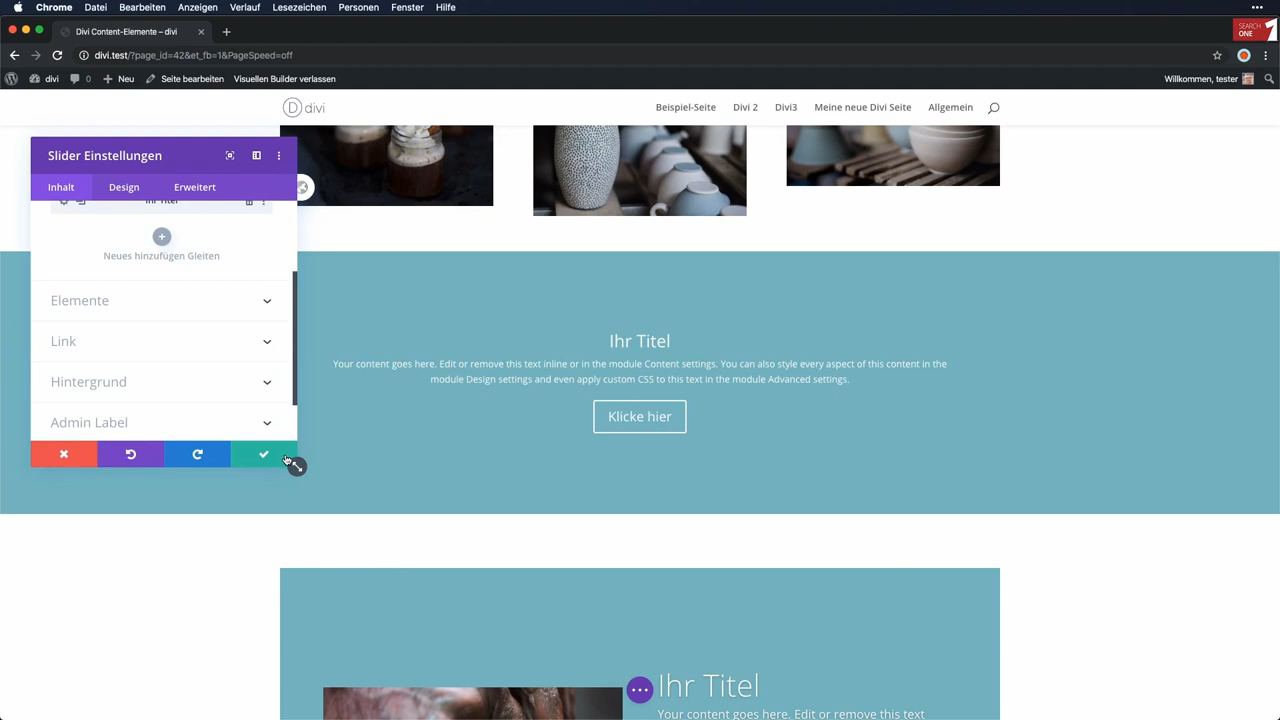 Chrome Datei Bearbeiten Anzeigen Verlauf Lesezeichen Personen Fenster Hilfe
Divi Content-Elemente – divi
SEARCH ONE 1
divi.test/?page_id=42&et_fb=1&PageSpeed=off
divi 0 Neu Seite bearbeiten Visuellen Builder verlassen Willkommen, tester
D divi Beispiel-Seite Divi 2 Divi3 Meine neue Divi Seite Allgemein
Slider Einstellungen
Inhalt Design Erweitert
Ihr Titel
Neues hinzufügen Gleiten
Elemente
Link
Hintergrund
Admin Label
Ihr Titel
Your content goes here. Edit or remove this text inline or in the module Content settings. You can also style every aspect of this content in the
module Design settings and even apply custom CSS to this text in the module Advanced settings.
Klicke hier
Ihr Titel
Your content goes here. Edit or remove this text